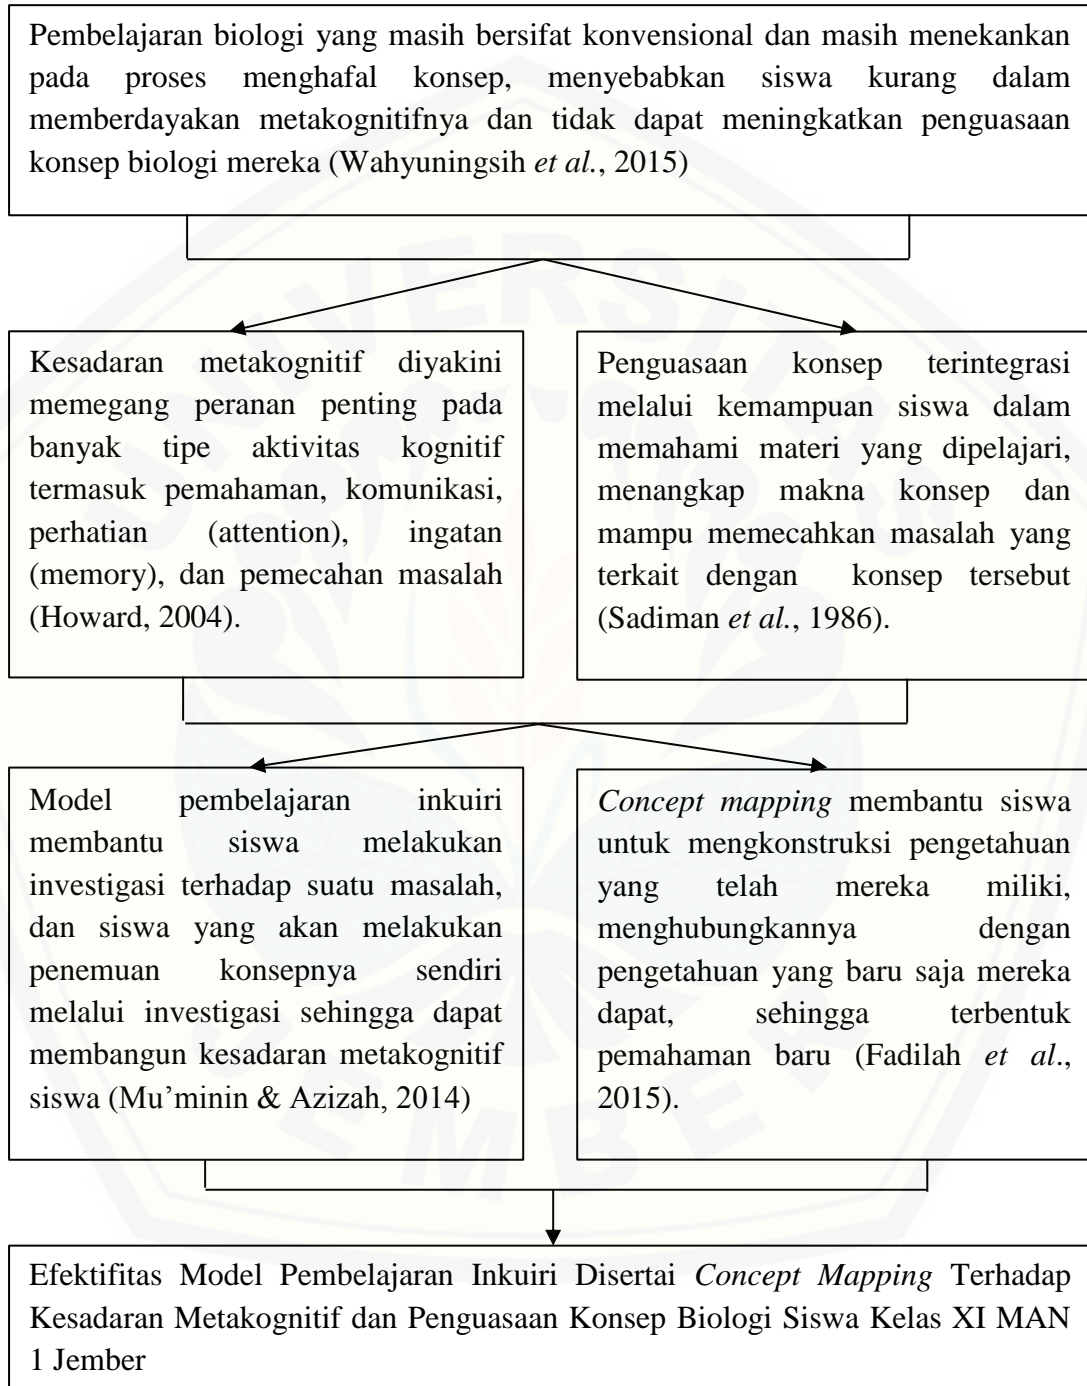 Pembelajaran biologi yang masih bersifat konvensional dan masih menekankan
pada proses menghafal konsep, menyebabkan siswa kurang dalam
memberdayakan metakognitifnya dan tidak dapat meningkatkan penguasaan
konsep biologi mereka (Wahyuningsih et al., 2015)
Kesadaran metakognitif diyakini
memegang peranan penting pada
banyak tipe aktivitas kognitif
termasuk pemahaman, komunikasi,
perhatian (attention), ingatan
(memory), dan pemecahan masalah
(Howard, 2004).
Penguasaan konsep terintegrasi
melalui kemampuan siswa dalam
memahami materi yang dipelajari,
menangkap makna konsep dan
mampu memecahkan masalah yang
terkait dengan konsep tersebut
(Sadiman et al., 1986).
Model pembelajaran inkuiri
membantu siswa melakukan
investigasi terhadap suatu masalah,
dan siswa yang akan melakukan
penemuan konsepnya sendiri
melalui investigasi sehingga dapat
membangun kesadaran metakognitif
siswa (Mu’minin & Azizah, 2014)
Concept mapping membantu siswa
untuk mengkonstruksi pengetahuan
yang telah mereka miliki,
menghubungkannya dengan
pengetahuan yang baru saja mereka
dapat, sehingga terbentuk
pemahaman baru (Fadilah et al.,
2015).
Efektifitas Model Pembelajaran Inkuiri Disertai Concept Mapping Terhadap
Kesadaran Metakognitif dan Penguasaan Konsep Biologi Siswa Kelas XI MAN
1 Jember
UNIVERSITAS
JEMBER